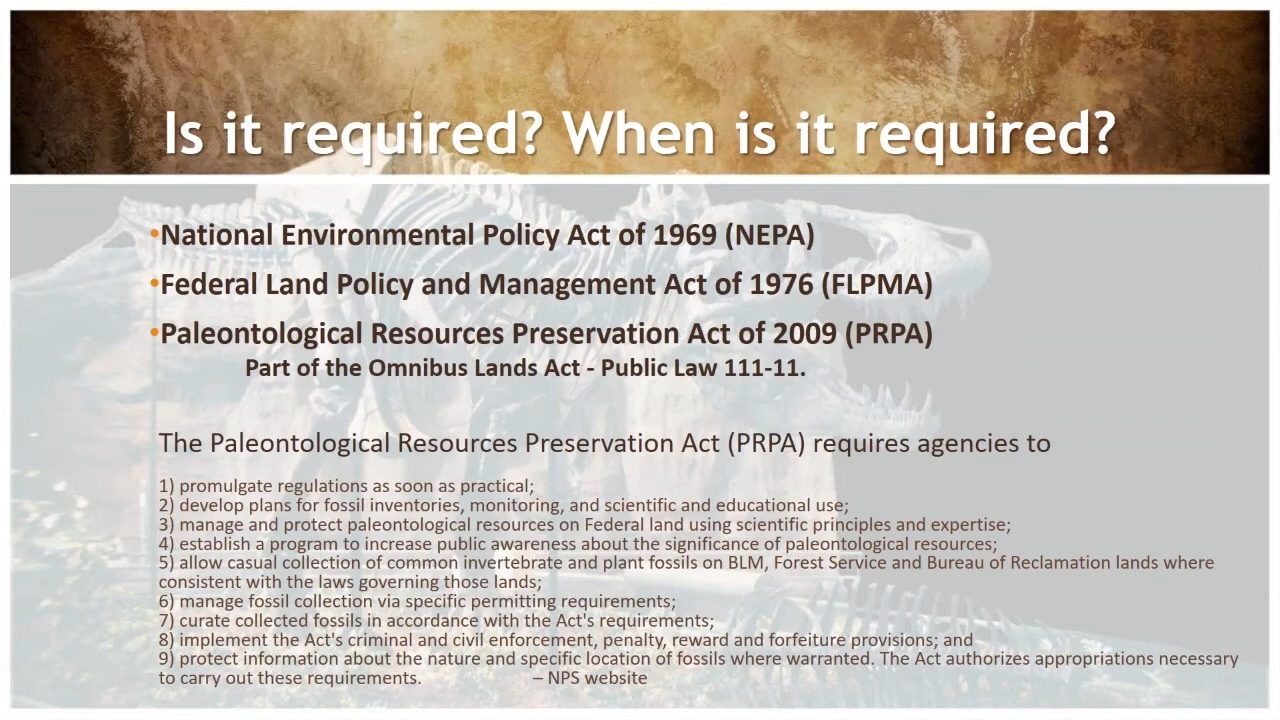 Is it required? When is it required?
•National Environmental Policy Act of 1969 (NEPA)
•Federal Land Policy and Management Act of 1976 (FLPMA)
•Paleontological Resources Preservation Act of 2009 (PRPA)
Part of the Omnibus Lands Act - Public Law 111-11.
The Paleontological Resources Preservation Act (PRPA) requires agencies to
1) promulgate regulations as soon as practical;
2) develop plans for fossil inventories, monitoring, and scientific and educational use;
3) manage and protect paleontological resources on Federal land using scientific principles and expertise;
4) establish a program to increase public awareness about the significance of paleontological resources;
5) allow casual collection of common invertebrate and plant fossils on BLM, Forest Service and Bureau of Reclamation lands where
consistent with the laws governing those lands;
6) manage fossil collection via specific permitting requirements;
7) curate collected fossils in accordance with the Act's requirements;
8) implement the Act's criminal and civil enforcement, penalty, reward and forfeiture provisions; and
9) protect information about the nature and specific location of fossils where warranted. The Act authorizes appropriations necessary
to carry out these requirements. – NPS website